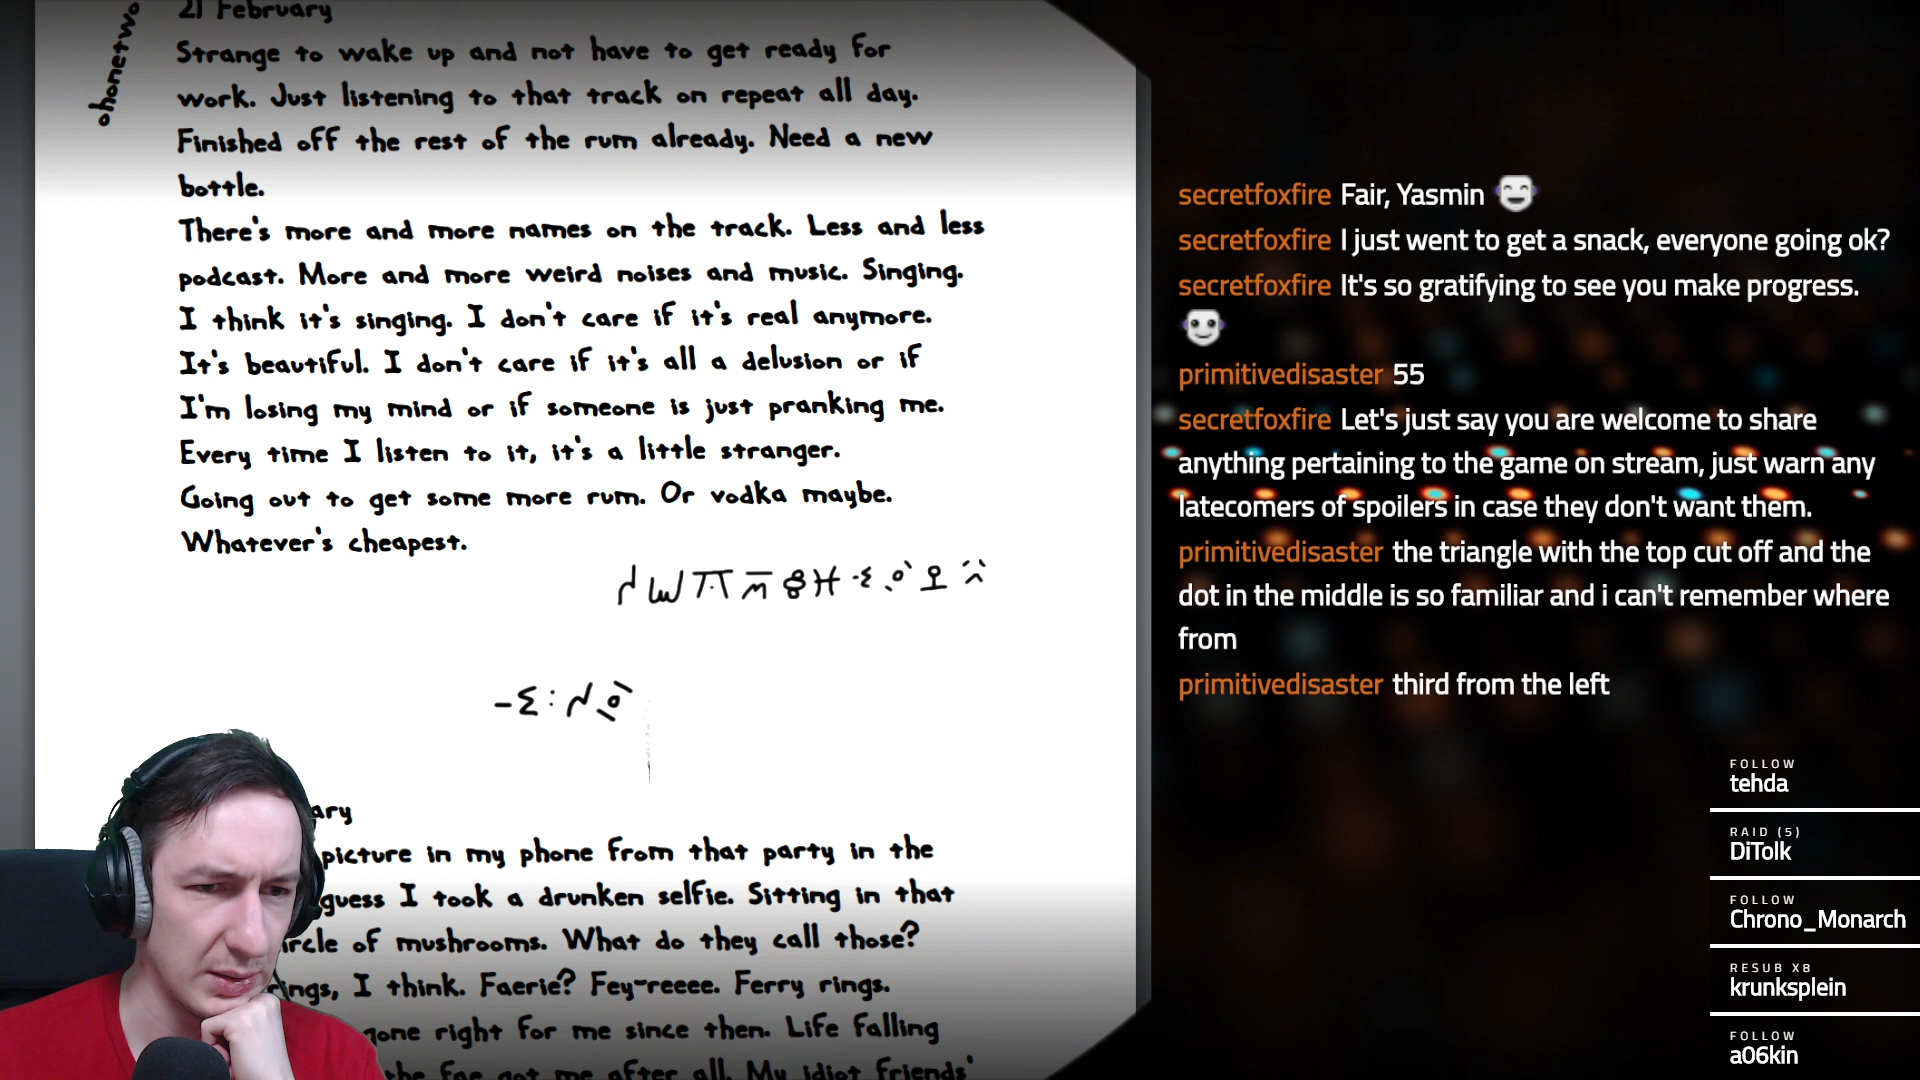 21 February
ohonetwo
Strange to wake up and not have to get ready for
work. Just listening to that track on repeat all day.
Finished off the rest of the rum already. Need a new
bottle.
There's more and more names on the track. Less and less
podcast. More and more weird noises and music. Singing.
I think it's singing. I don't care if it's real anymore.
It's beautiful. I don't care if it's all a delusion or if
I'm losing my mind or if someone is just pranking me.
Every time I listen to it, it's a little stranger.
Going out to get some more rum. Or vodka maybe.
Whatever's cheapest.
picture in my phone from that party in the
guess I took a drunken selfie. Sitting in that
of mushrooms. What do they call those?
I think. Faerie? Fey-reeee. Ferry rings.
right for me since then. Life falling
the fae got me after all. My idiot friends'
secretfoxfire Fair, Yasmin
secretfoxfire I just went to get a snack, everyone going ok?
secretfoxfire It's so gratifying to see you make progress.
primitivedisaster 55
secretfoxfire Let's just say you are welcome to share
anything pertaining to the game on stream, just warn any
latecomers of spoilers in case they don't want them.
primitivedisaster the triangle with the top cut off and the
dot in the middle is so familiar and i can't remember where
from
primitivedisaster third from the left
FOLLOW
tehda
RAID (5)
DiTolk
FOLLOW
Chrono_Monarch
RESUB X8
krunksplein
FOLLOW
a06kin